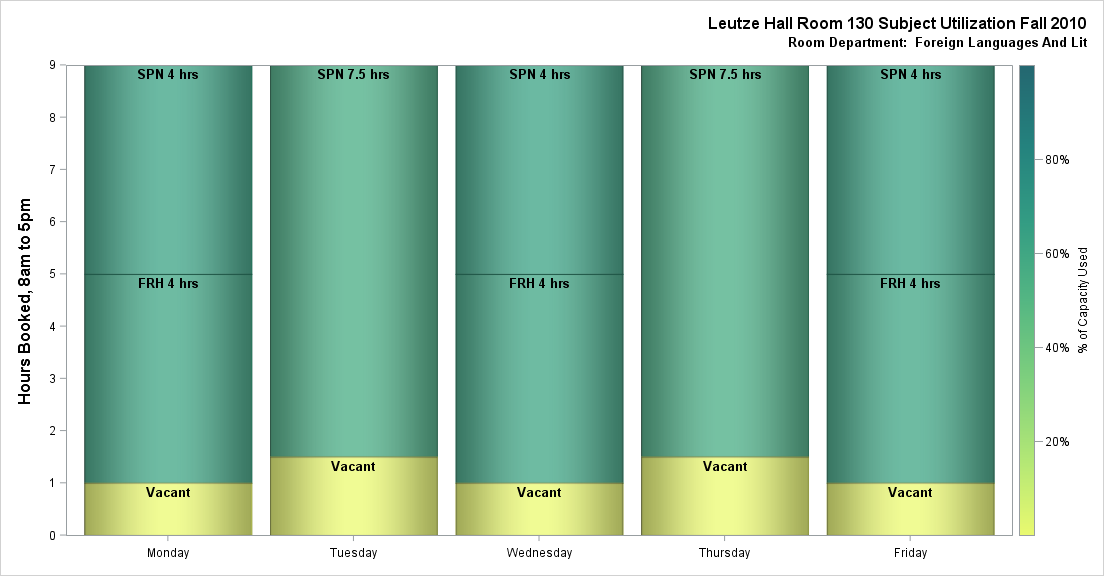 Leutze Hall Room 130 Subject Utilization Fall 2010
Room Department: Foreign Languages And Lit
Hours Booked, 8am to 5pm
9
8
7
6
5
4
3
2
1
0
SPN 4 hrs
FRH 4 hrs
Vacant
SPN 7.5 hrs
Vacant
SPN 4 hrs
FRH 4 hrs
Vacant
SPN 7.5 hrs
Vacant
SPN 4 hrs
FRH 4 hrs
Vacant
Monday
Tuesday
Wednesday
Thursday
Friday
80%
60%
40%
20%
% of Capacity Used